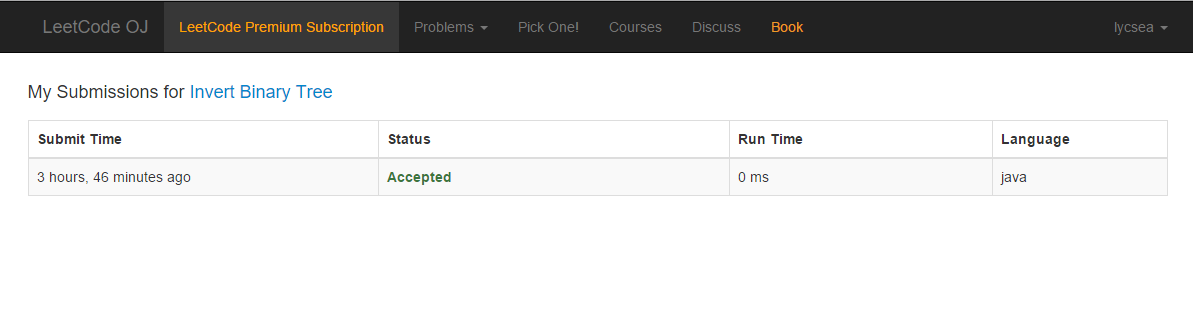 LeetCode OJ LeetCode Premium Subscription Problems Pick One! Courses Discuss Book lycsea
My Submissions for Invert Binary Tree
Submit Time Status Run Time Language
3 hours, 46 minutes ago Accepted 0 ms java